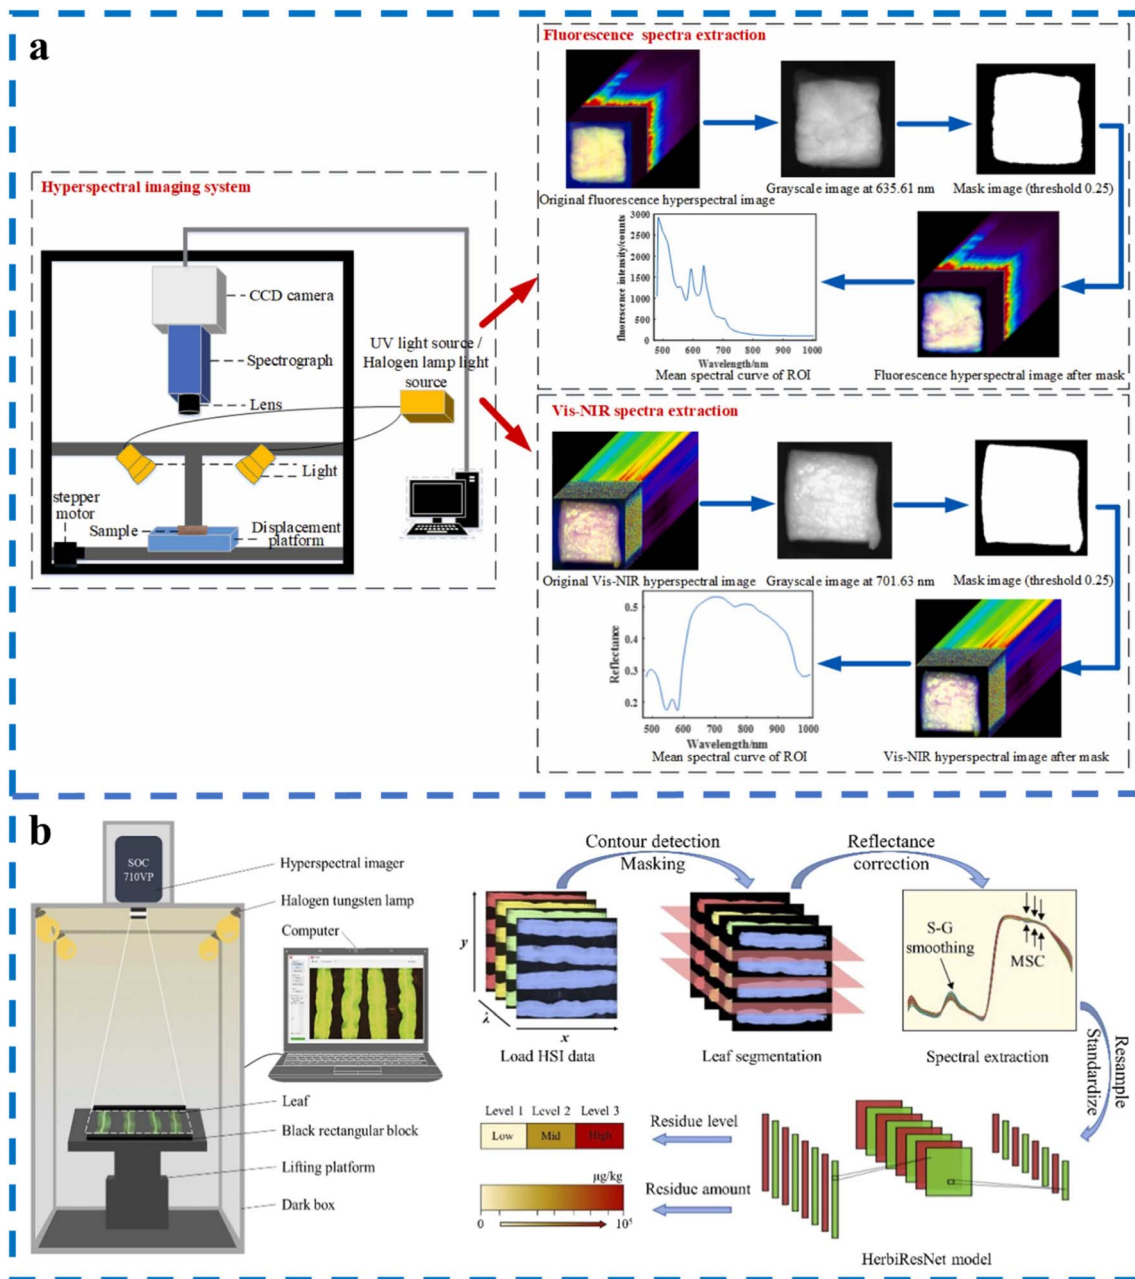 a
Fluorescence spectra extraction
Original fluorescence hyperspectral image
Grayscale image at 635.61 nm
Mask image (threshold 0.25)
Hyperspectral imaging system
CCD camera
Spectrograph
Lens
UV light source /
Halogen lamp light
source
Light
stepper
motor
Sample
Displacement
platform
fluorescence intensity/counts
3000
2500
2000
1500
1000
500
0
500 600 700 800 900 1000
Wavelength/nm
Mean spectral curve of ROI
Fluorescence hyperspectral image after mask
Vis-NIR spectra extraction
Original Vis-NIR hyperspectral image
Grayscale image at 701.63 nm
Mask image (threshold 0.25)
Reflectance
0.5
0.4
0.3
0.2
500 600 700 800 900 1000
Wavelength/nm
Mean spectral curve of ROI
Vis-NIR hyperspectral image after mask
b
SOC
710VP
Hyperspectral imager
Halogen tungsten lamp
Computer
Leaf
Black rectangular block
Lifting platform
Dark box
Contour detection
Masking
Reflectance
correction
y
λ
x
Load HSI data
Leaf segmentation
S-G
smoothing
MSC
Spectral extraction
Resample
Standardize
Level 1 Level 2 Level 3
Low Mid High
Residue level
μg/kg
0 10⁵
Residue amount
HerbiResNet model